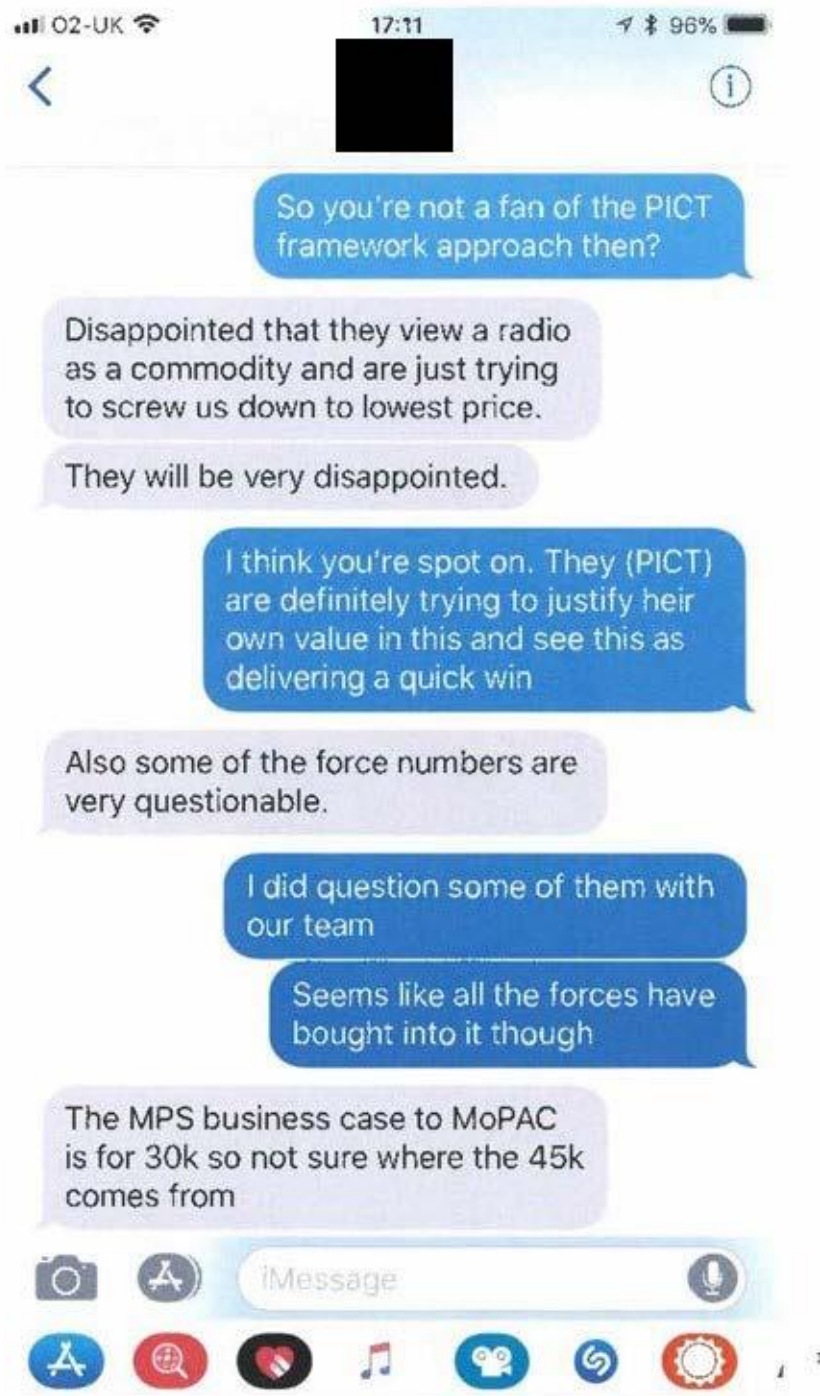 O2-UK 17:11 96%
So you're not a fan of the PICT
framework approach then?
Disappointed that they view a radio
as a commodity and are just trying
to screw us down to lowest price.
They will be very disappointed.
I think you're spot on. They (PICT)
are definitely trying to justify heir
own value in this and see this as
delivering a quick win
Also some of the force numbers are
very questionable.
I did question some of them with
our team
Seems like all the forces have
bought into it though
The MPS business case to MoPAC
is for 30k so not sure where the 45k
comes from
iMessage